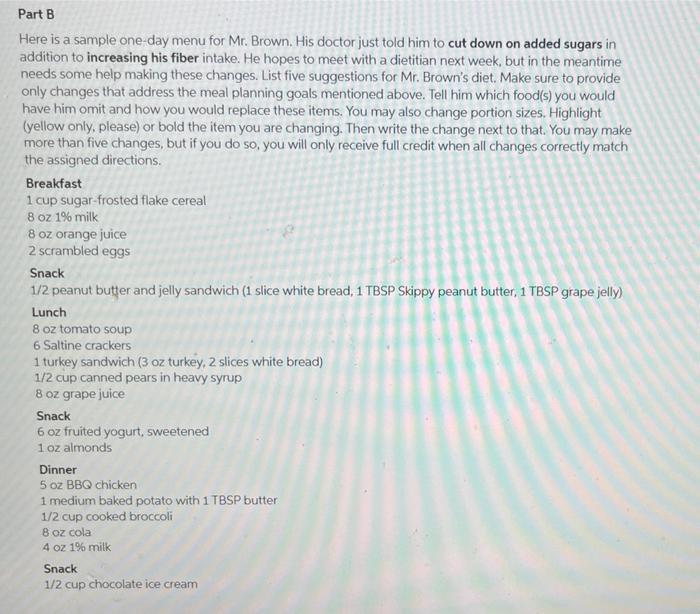 Part B
Here is a sample one-day menu for Mr. Brown. His doctor just told him to cut down on added sugars in
addition to increasing his fiber intake. He hopes to meet with a dietitian next week, but in the meantime
needs some help making these changes. List five suggestions for Mr. Brown's diet. Make sure to provide
only changes that address the meal planning goals mentioned above. Tell him which food(s) you would
have him omit and how you would replace these items. You may also change portion sizes. Highlight
(yellow only, please) or bold the item you are changing. Then write the change next to that. You may make
more than five changes, but if you do so, you will only receive full credit when all changes correctly match
the assigned directions.
Breakfast
1 cup sugar-frosted flake cereal
8 oz 1% milk
8 oz orange juice
2 scrambled eggs
Snack
1/2 peanut butter and jelly sandwich (1 slice white bread, 1 TBSP Skippy peanut butter, 1 TBSP grape jelly)
Lunch
8 oz tomato soup
6 Saltine crackers
1 turkey sandwich (3 oz turkey, 2 slices white bread)
1/2 cup canned pears in heavy syrup
8 oz grape juice
Snack
6 oz fruited yogurt, sweetened
1 oz almonds
Dinner
5 oz BBQ chicken
1 medium baked potato with 1 TBSP butter
1/2 cup cooked broccoli
8 oz cola
4 oz 1% milk
Snack
1/2 cup chocolate ice cream